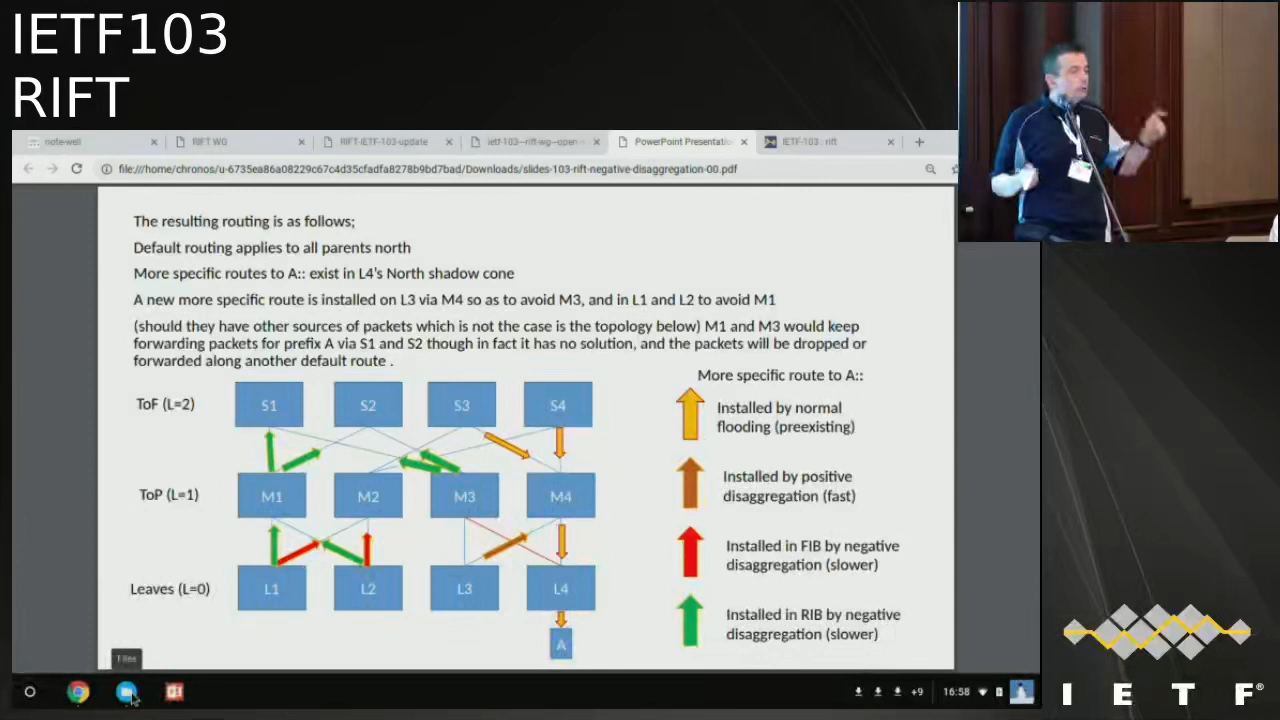 IETF103
RIFT
note-well
RIFT WG
RIFT-IETF-103-update
ietf-103--rift-wg--open
PowerPoint Presentatio
IETF-103 : rift
file:///home/chronos/u-6735ea86a08229c67c4d35cfadfa8278b9bd7bad/Downloads/slides-103-rift-negative-disaggregation-00.pdf
The resulting routing is as follows;
Default routing applies to all parents north
More specific routes to A:: exist in L4's North shadow cone
A new more specific route is installed on L3 via M4 so as to avoid M3, and in L1 and L2 to avoid M1
(should they have other sources of packets which is not the case is the topology below) M1 and M3 would keep
forwarding packets for prefix A via S1 and S2 though in fact it has no solution, and the packets will be dropped or
forwarded along another default route .
More specific route to A::
ToF (L=2)
S1
S2
S3
S4
Installed by normal
flooding (preexisting)
ToP (L=1)
M1
M2
M3
M4
Installed by positive
disaggregation (fast)
Installed in FIB by negative
disaggregation (slower)
Leaves (L=0)
L1
L2
L3
L4
Installed in RIB by negative
disaggregation (slower)
A
Files
+9
16:58
I E T F®